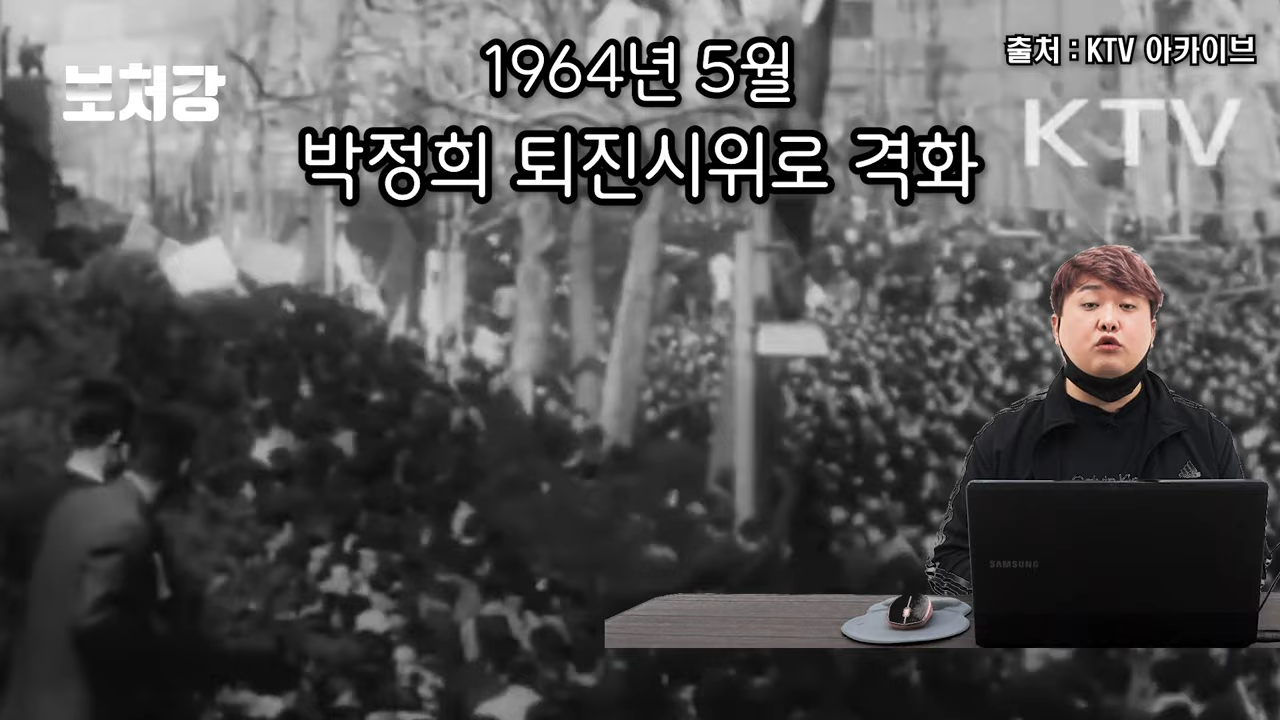 1964년 5월
박정희 퇴진시위로 격화
출처 : KTV 아카이브
보처강
KTV
SAMSUNG